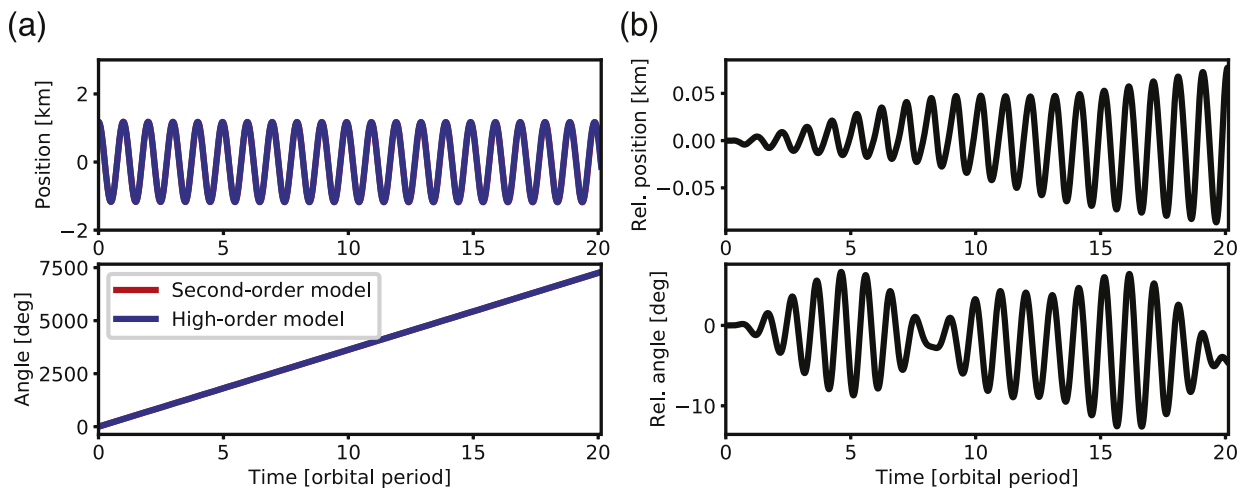 (a)
Position [km]
2
0
−2
0 5 10 15 20
Angle [deg]
7500
5000
2500
0
Second-order model
High-order model
0 5 10 15 20
Time [orbital period]
(b)
Rel. position [km]
0.05
0.00
−0.05
0 5 10 15 20
Rel. angle [deg]
0
−10
0 5 10 15 20
Time [orbital period]